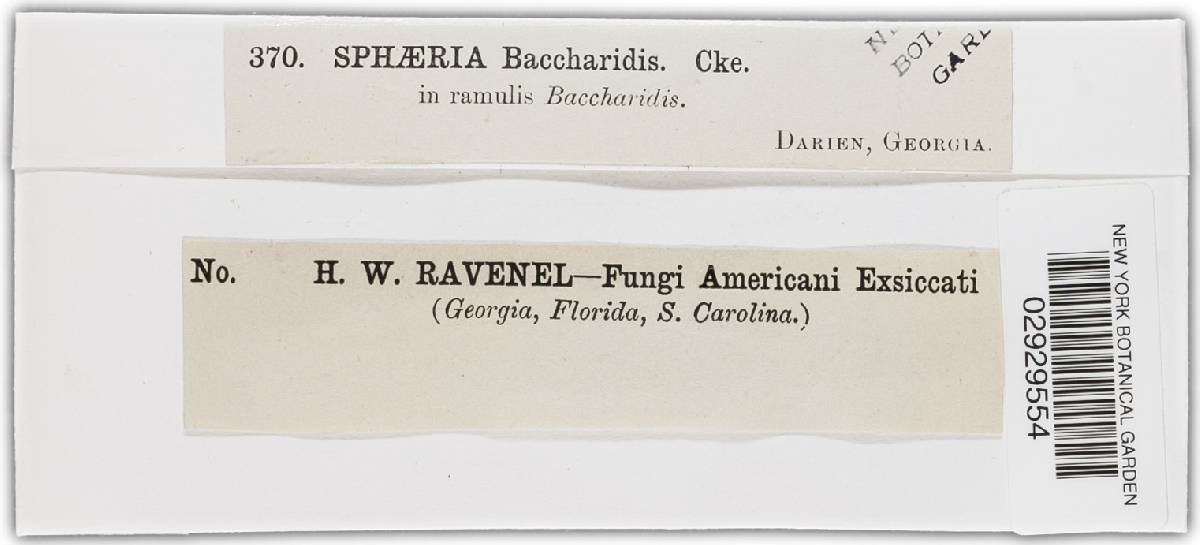 370. SPHÆRIA Baccharidis. Cke.
in ramulis Baccharidis.
DARIEN, GEORGIA.
No. H. W. RAVENEL—Fungi Americani Exsiccati
(Georgia, Florida, S. Carolina.)
NEW YORK BOTANICAL GARDEN
02929554